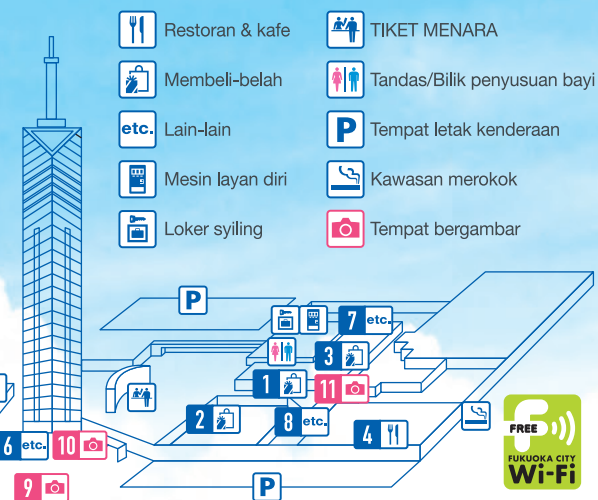 Restoran & kafe
TIKET MENARA
Membeli-belah
Tandas/Bilik penyusuan bayi
etc. Lain-lain
P Tempat letak kenderaan
Mesin layan diri
Kawasan merokok
Loker syiling
Tempat bergambar
P
7 etc.
3
1
11
2
8 etc.
4
6 etc. 10
9
P
FREE
FUKUOKA CITY
Wi-Fi